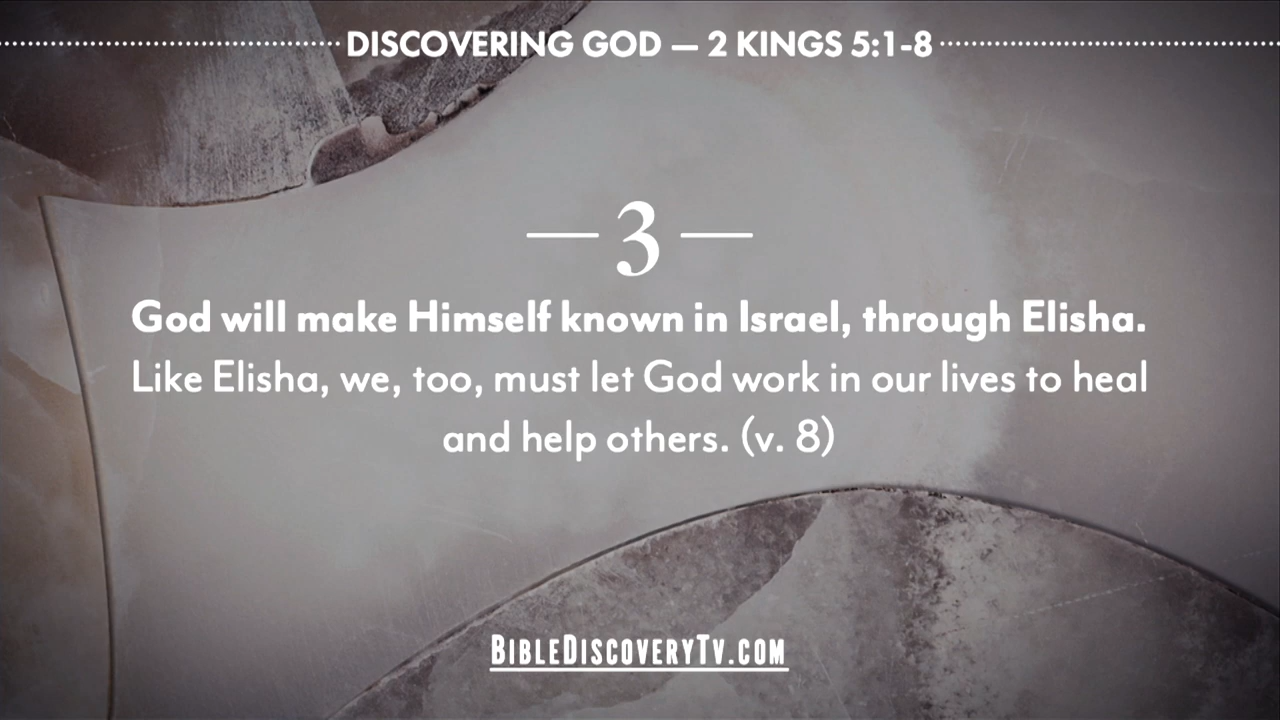 DISCOVERING GOD — 2 KINGS 5:1-8
— 3 —
God will make Himself known in Israel, through Elisha.
Like Elisha, we, too, must let God work in our lives to heal
and help others. (v. 8)
BIBLEDISCOVERYTV.COM